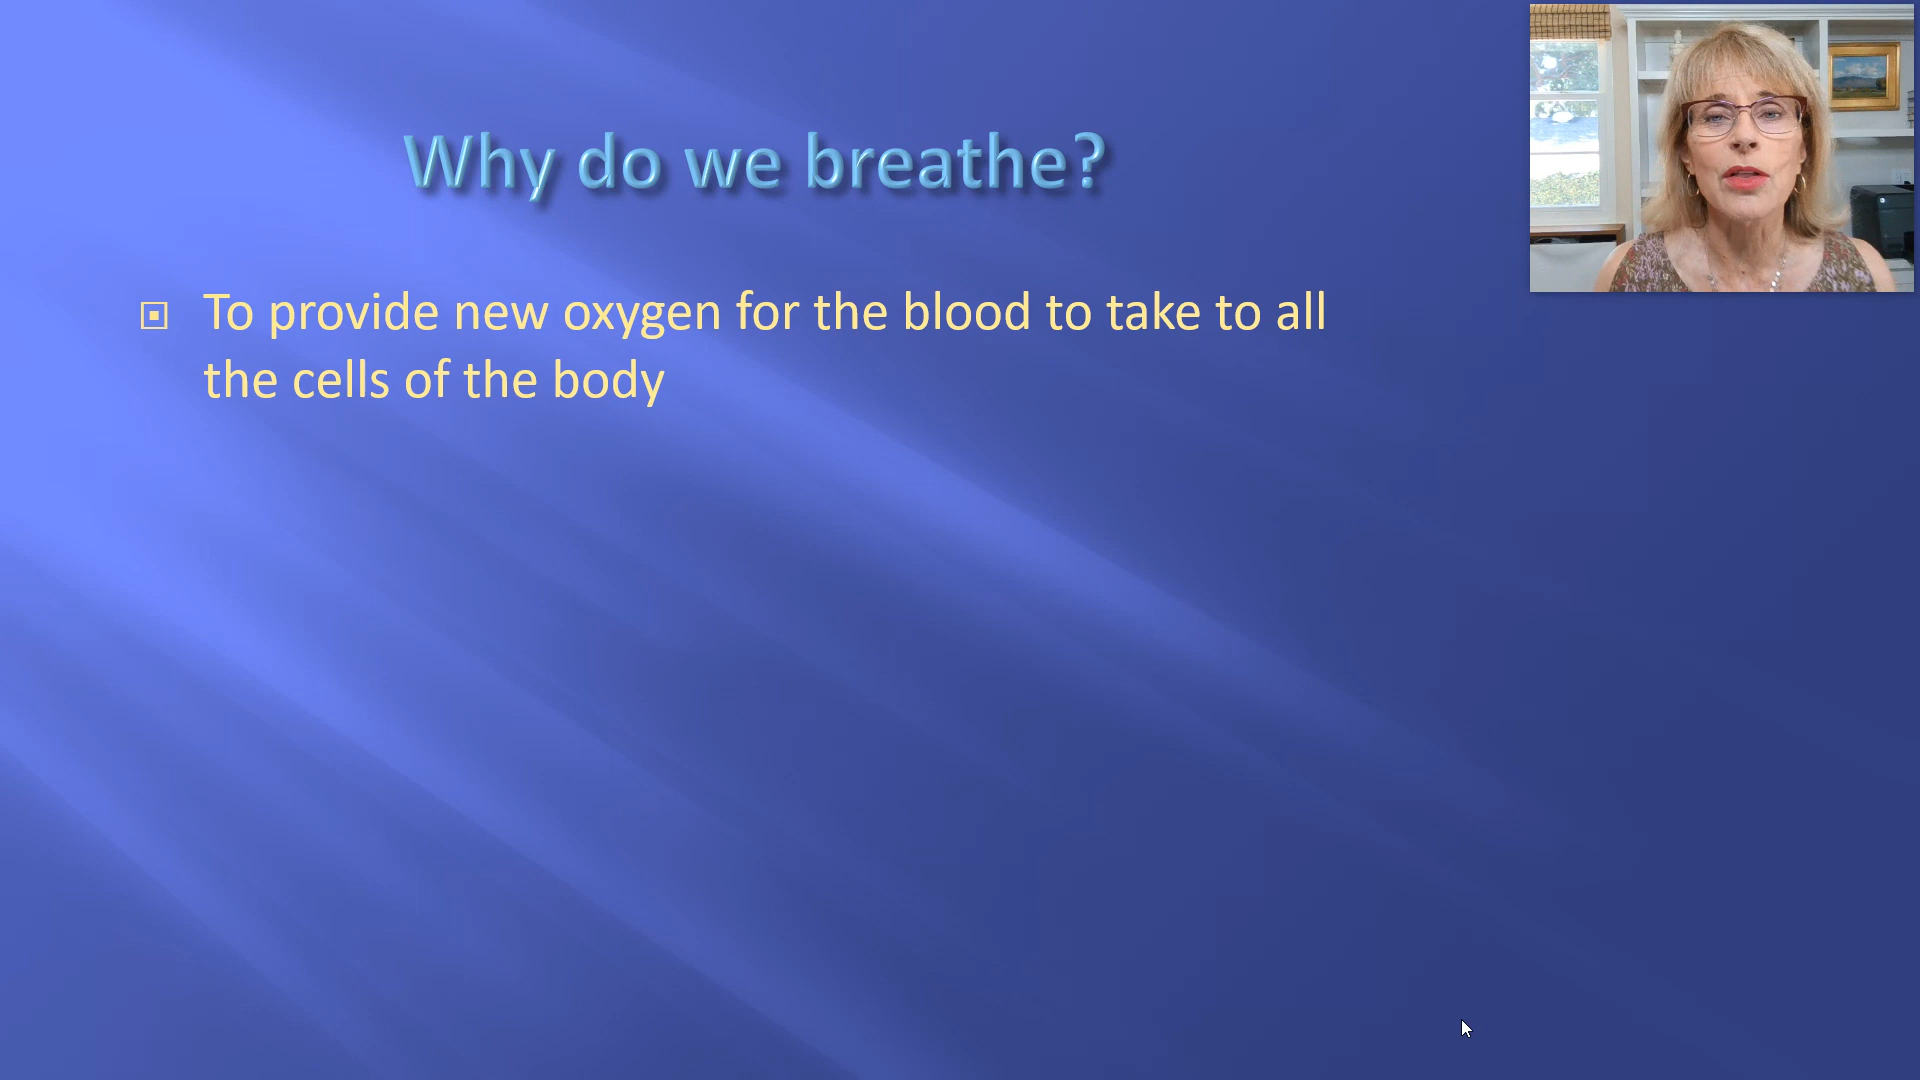 Why do we breathe?
To provide new oxygen for the blood to take to all
the cells of the body